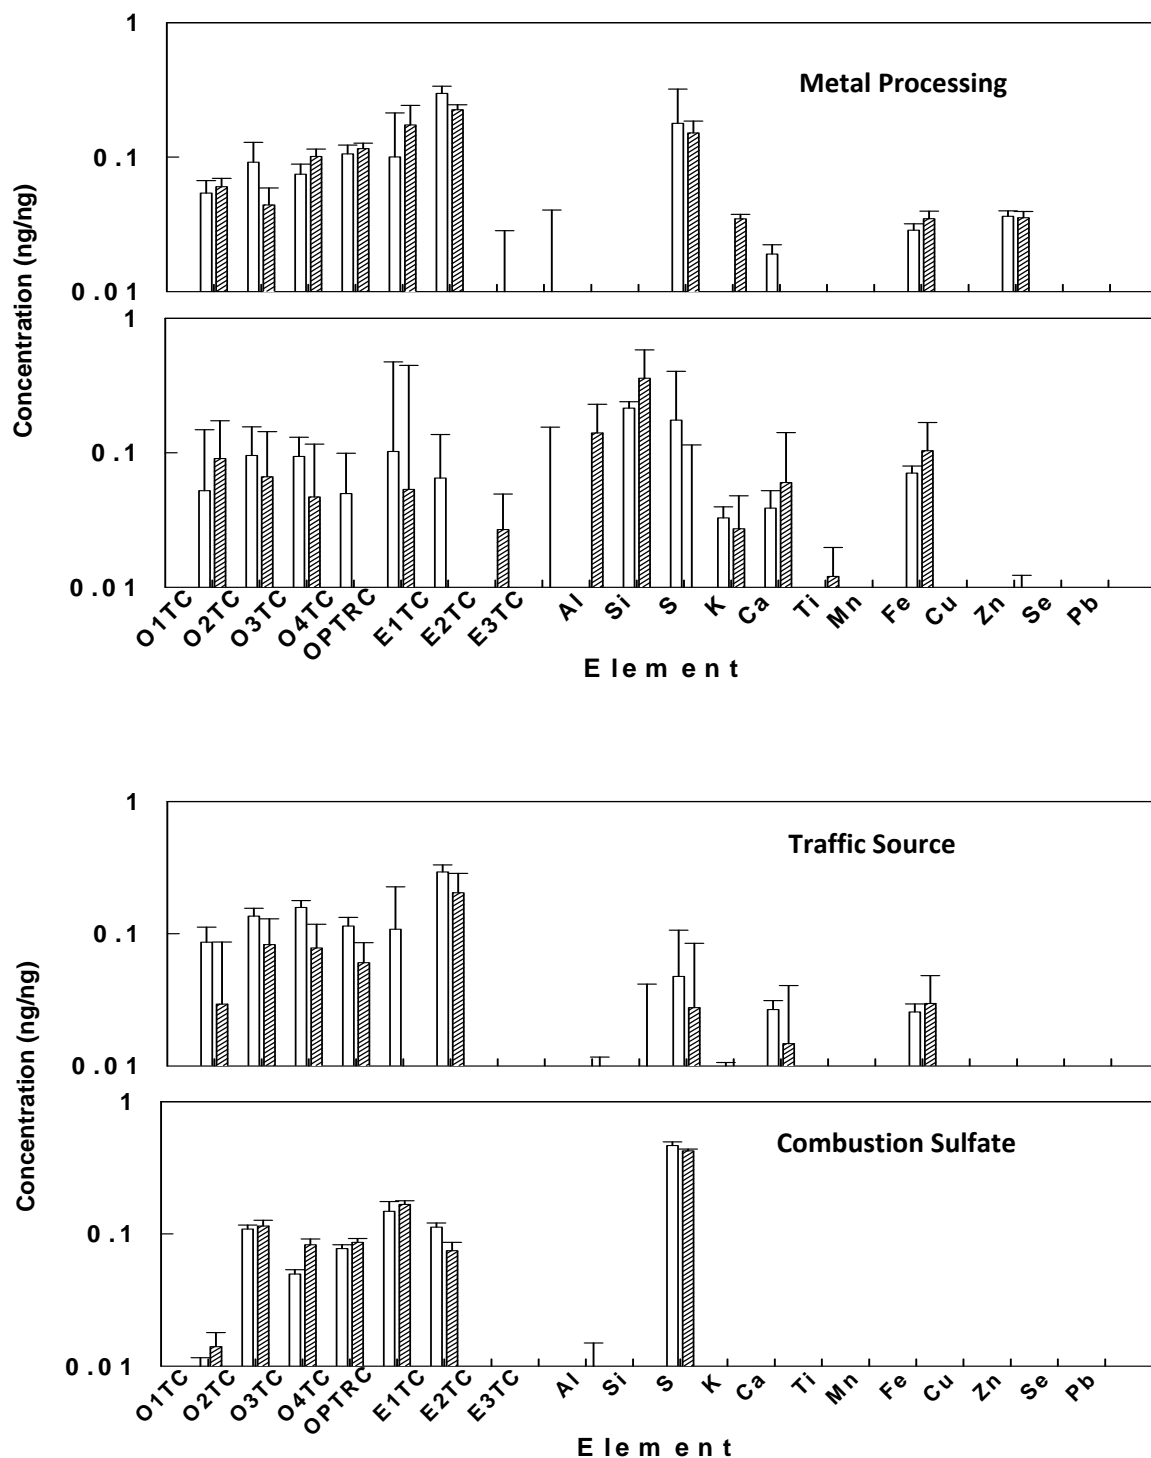 1
Metal Processing
0.1
0.01
1
0.1
0.01
Concentration (ng/ng)
O1TC O2TC O3TC O4TC OPTRC E1TC E2TC E3TC Al Si S K Ca Ti Mn Fe Cu Zn Se Pb
Element
1
Traffic Source
0.1
0.01
Concentration (ng/ng)
1
Combustion Sulfate
0.1
0.01
O1TC O2TC O3TC O4TC OPTRC E1TC E2TC E3TC Al Si S K Ca Ti Mn Fe Cu Zn Se Pb
Element